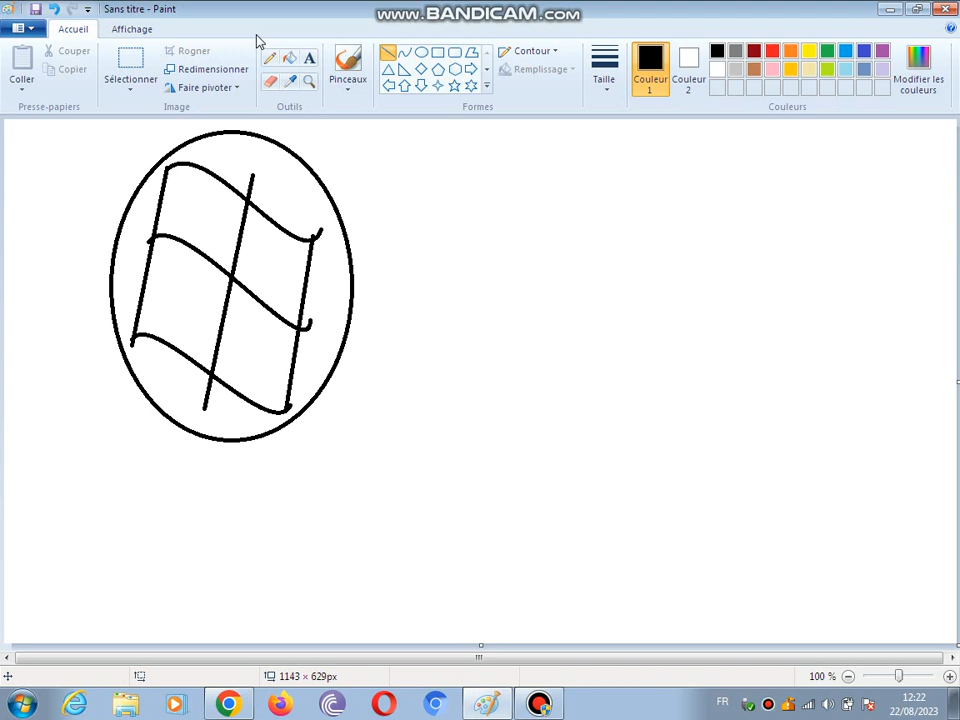 Sans titre - Paint
www.BANDICAM.com
Accueil
Affichage
Coller
Couper
Copier
Presse-papiers
Sélectionner
Rogner
Redimensionner
Faire pivoter
Image
A
Outils
Pinceaux
Formes
Contour
Remplissage
Taille
Couleur
1
Couleur
2
Modifier les
couleurs
Couleurs
1143 × 629px
100 %
FR
12:22
22/08/2023